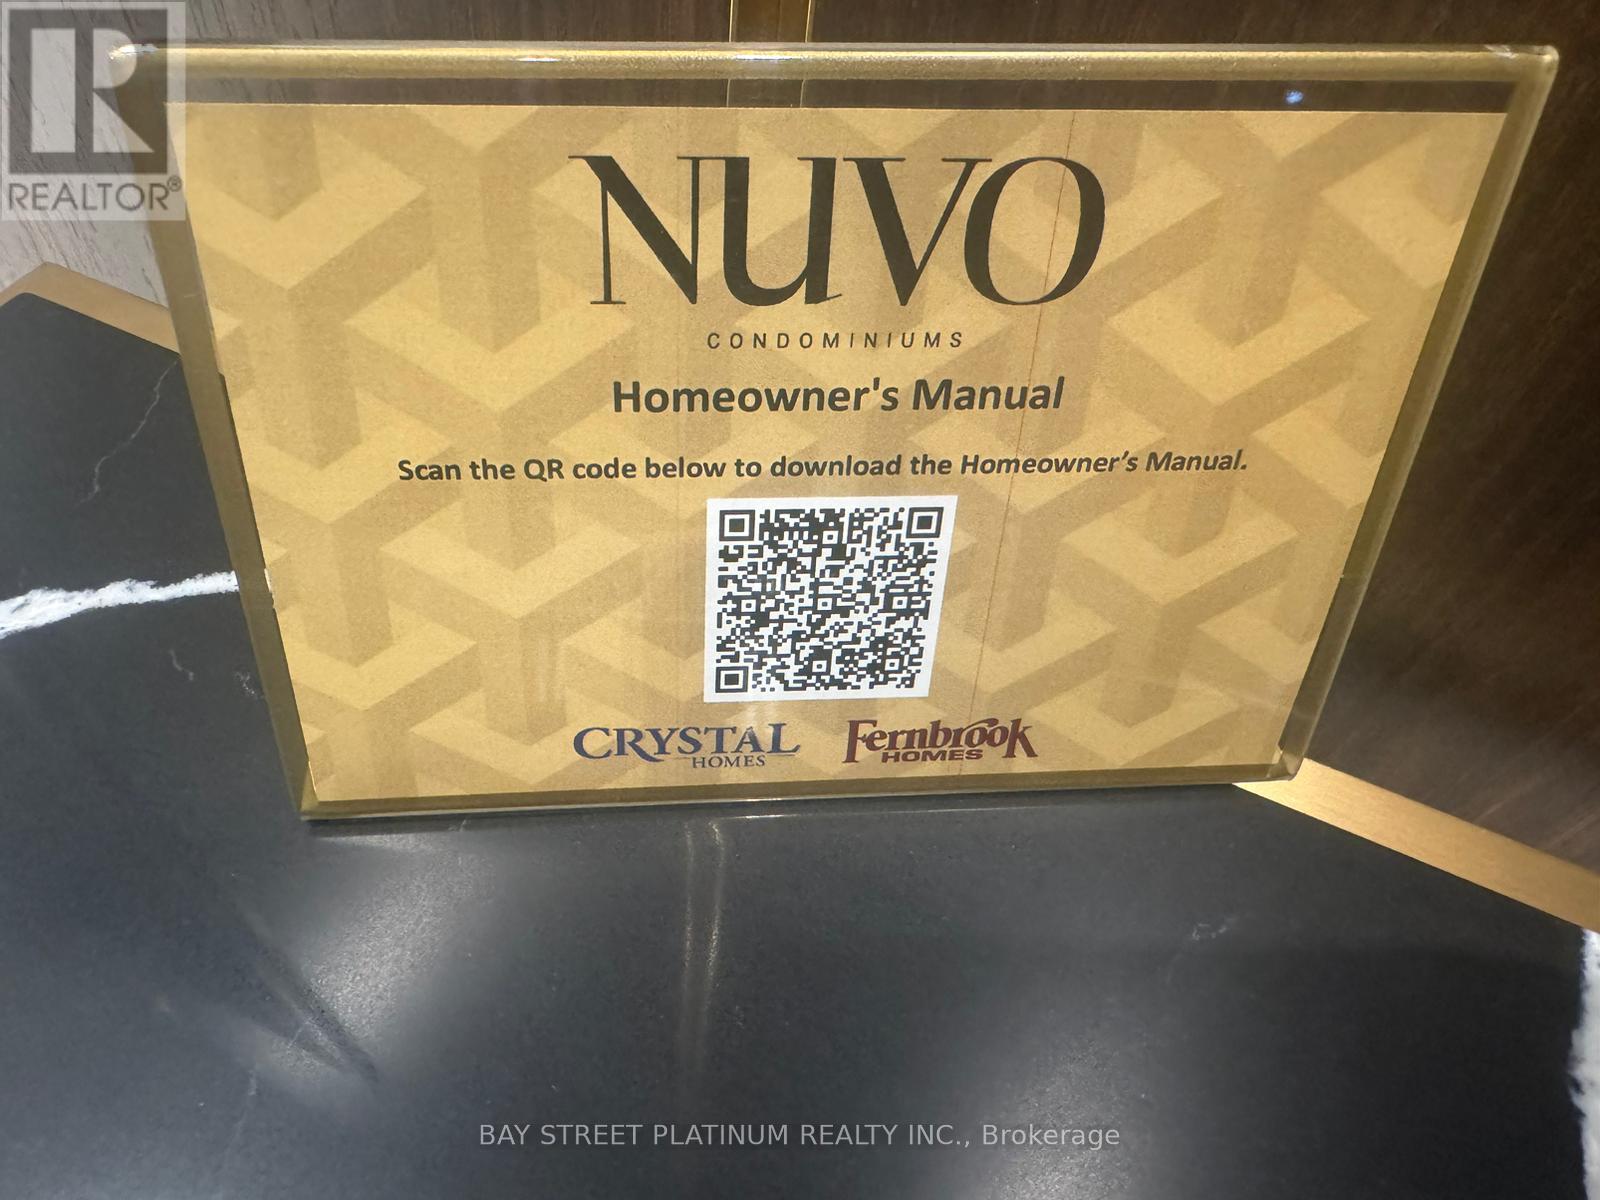 REALTOR®
NUVO
CONDOMINIUMS
Homeowner's Manual
Scan the QR code below to download the Homeowner's Manual.
CRYSTAL
HOMES
Fernbrook
HOMES
BAY STREET PLATINUM REALTY INC., Brokerage